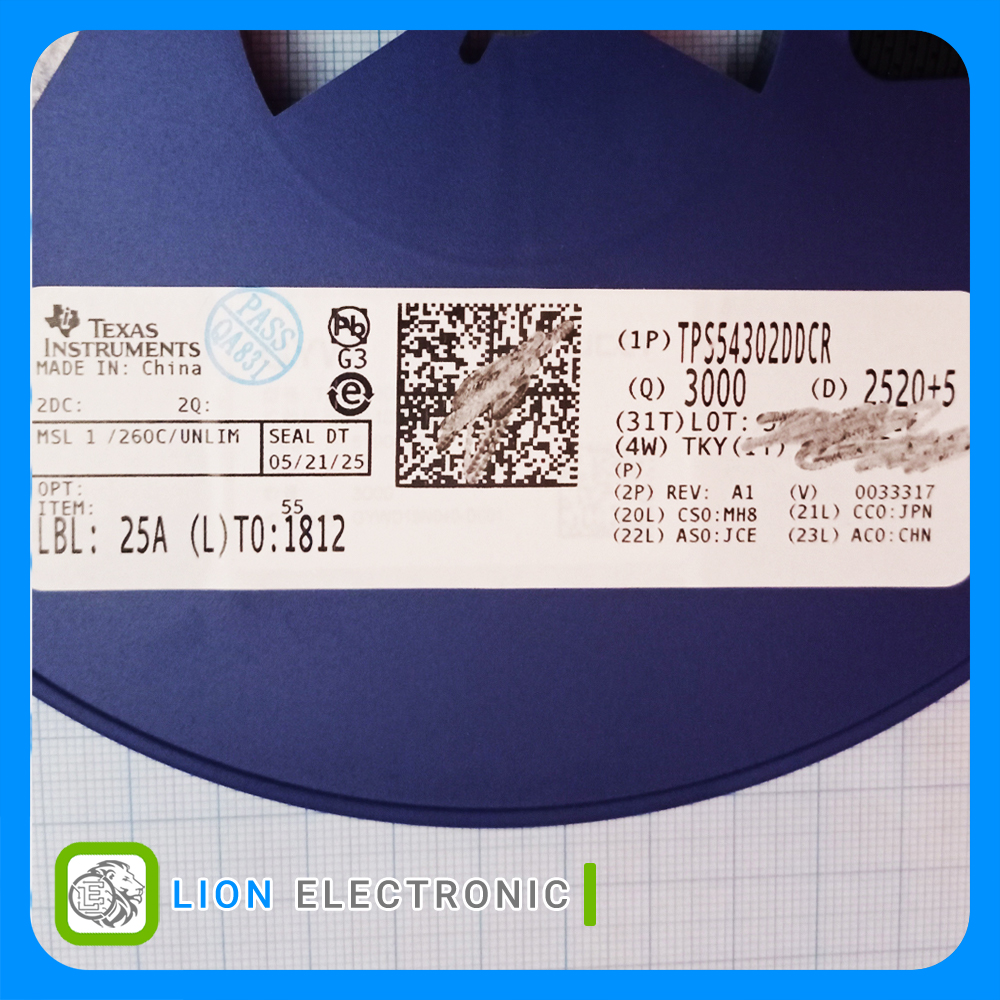 TEXAS
INSTRUMENTS
MADE IN: China
PASS
QA831
Pb
G3
e
2DC: 2Q:
MSL 1 /260C/UNLIM
SEAL DT
05/21/25
OPT:
ITEM: 55
LBL: 25A (L)TO:1812
(1P) TPS54302DDCR
(Q) 3000 (D) 2520+5
(31T)LOT:
(4W) TKY(1T)
(P)
(2P) REV: A1 (V) 0033317
(20L) CSO:MH8 (21L) CCO:JPN
(22L) ASO:JCE (23L) ACO:CHN
LION ELECTRONIC